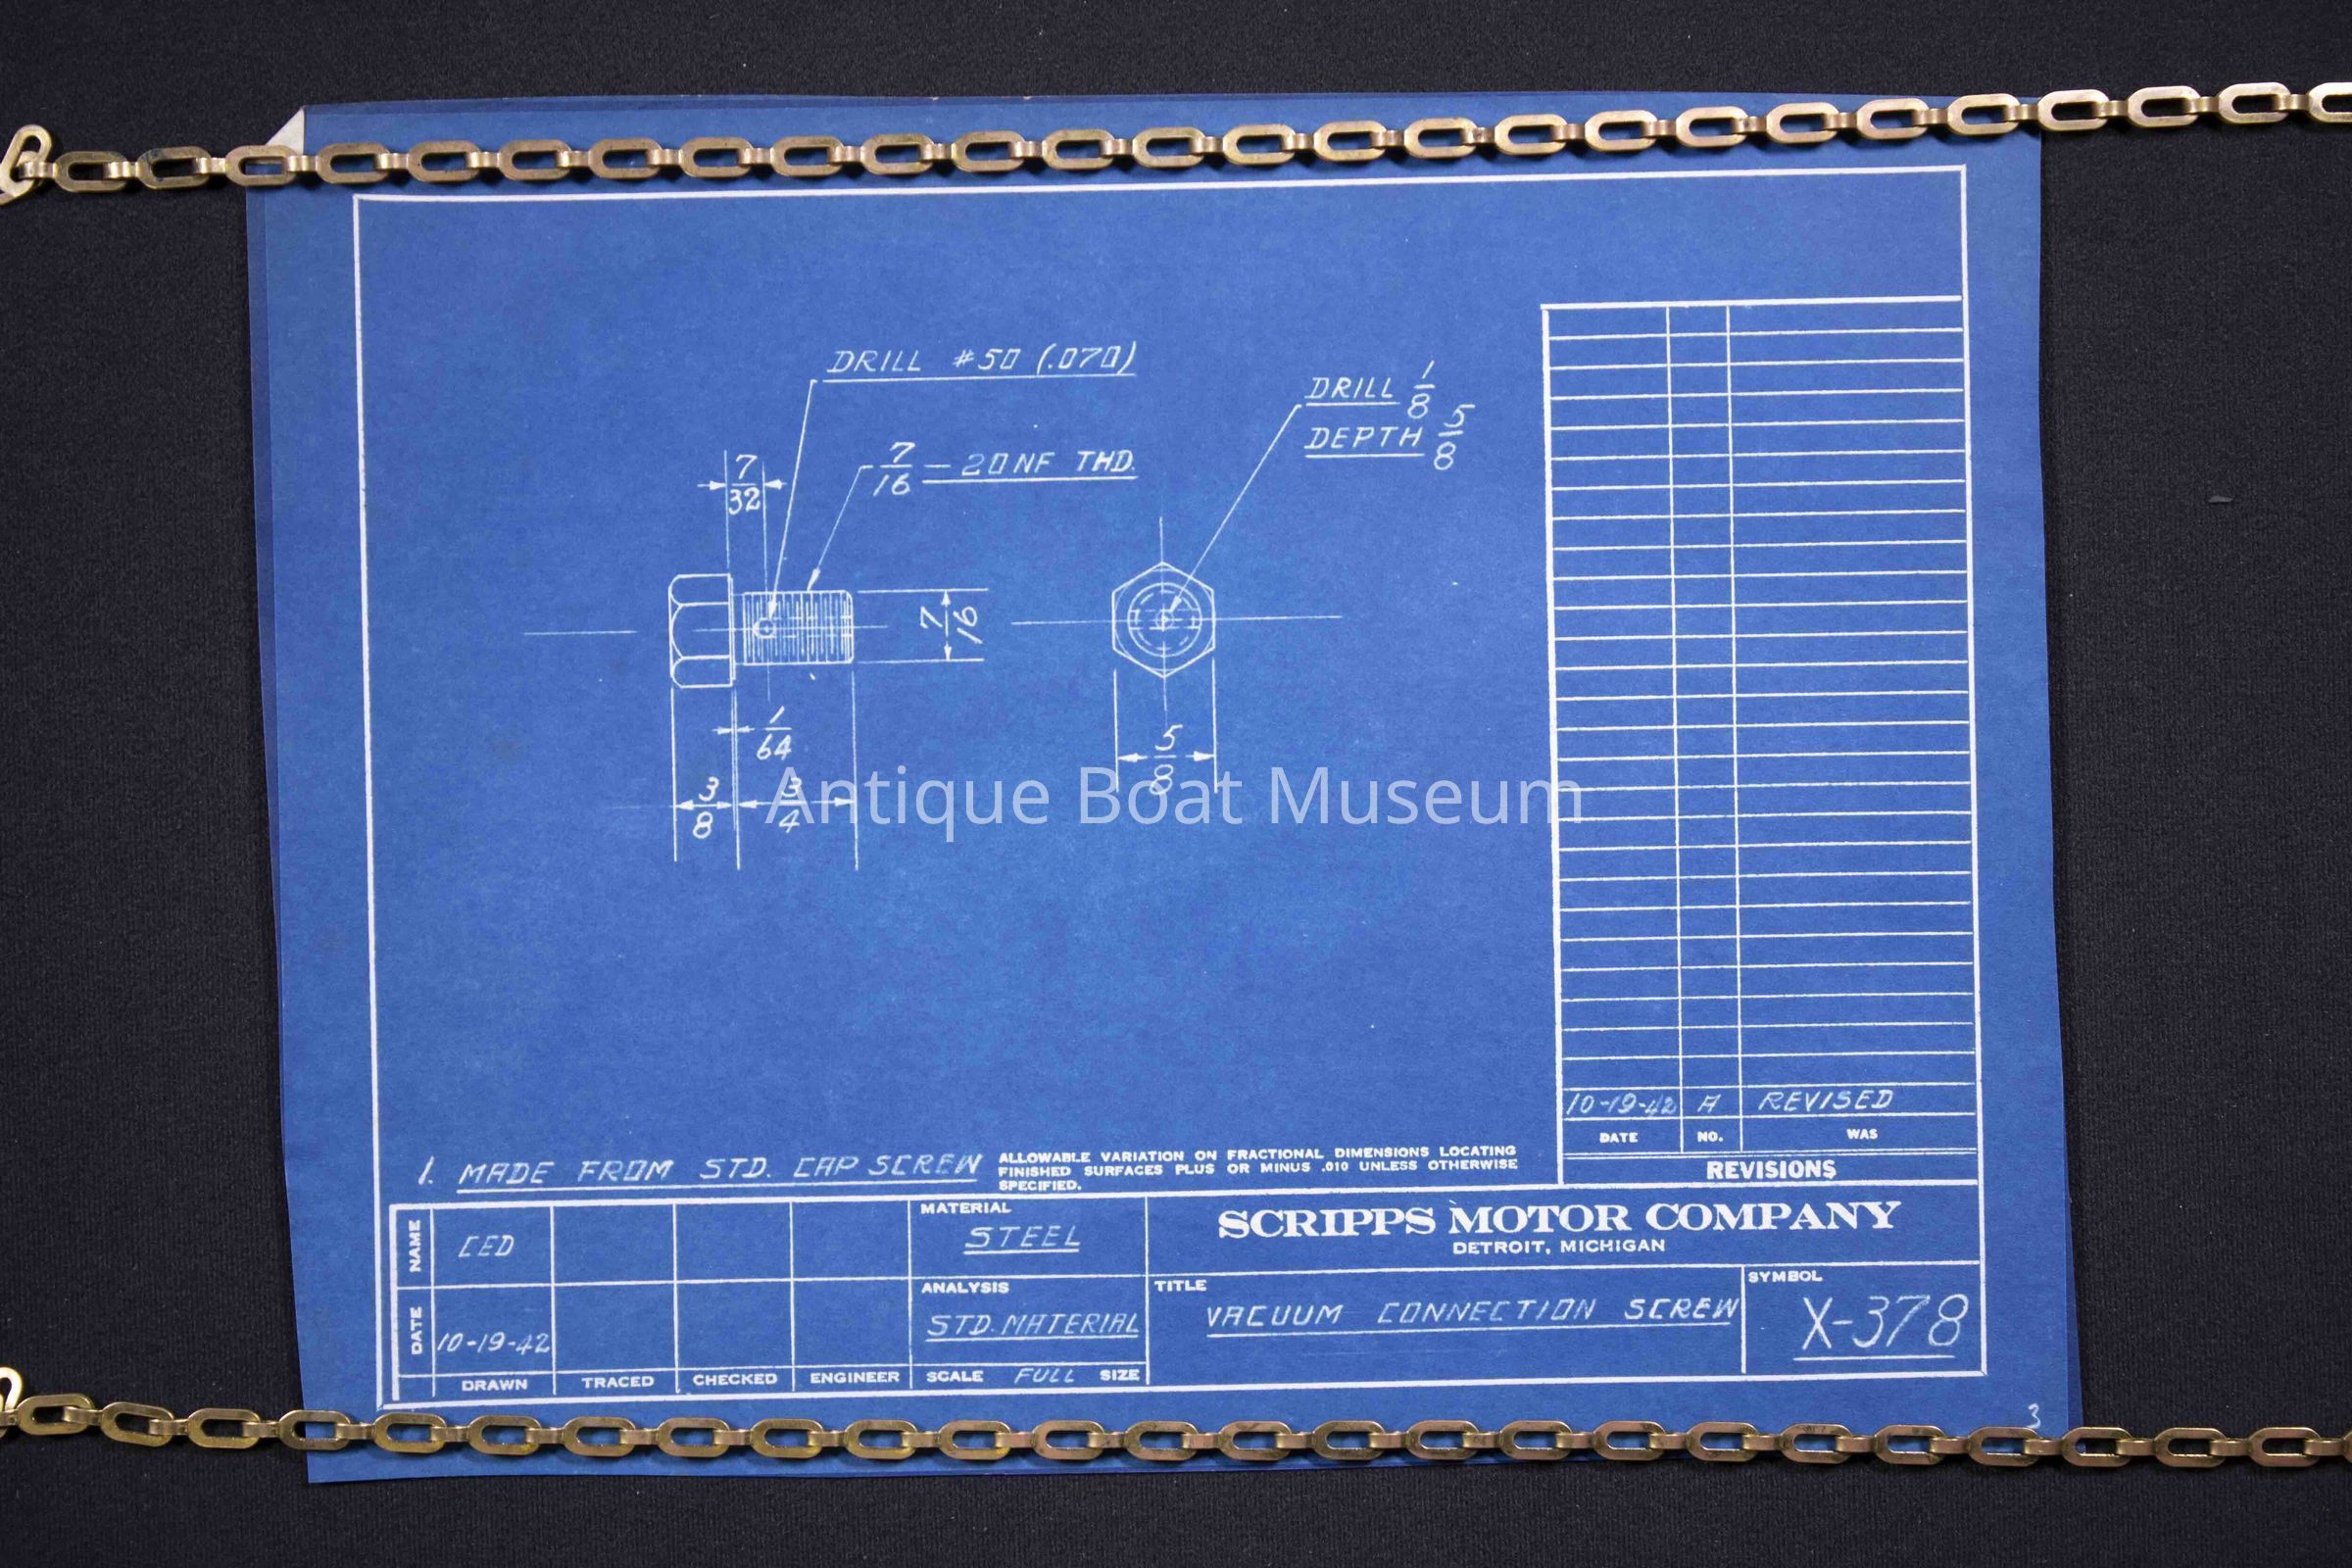 DRILL #50 (.070)
DRILL 1/8
DEPTH 5/8
7/16 — 20NF THD.
7/32
7/16
1/64
5/8
3/8
3/4
Antique Boat Museum
10-19-42 A REVISED
DATE NO. WAS
REVISIONS
1. MADE FROM STD. CAP SCREW
ALLOWABLE VARIATION ON FRACTIONAL DIMENSIONS LOCATING
FINISHED SURFACES PLUS OR MINUS .010 UNLESS OTHERWISE
SPECIFIED.
NAME CED
DATE 10-19-42
DRAWN TRACED CHECKED ENGINEER
MATERIAL
STEEL
ANALYSIS
STD. MATERIAL
SCALE FULL SIZE
SCRIPPS MOTOR COMPANY
DETROIT, MICHIGAN
TITLE
VACUUM CONNECTION SCREW
SYMBOL
X-378
3